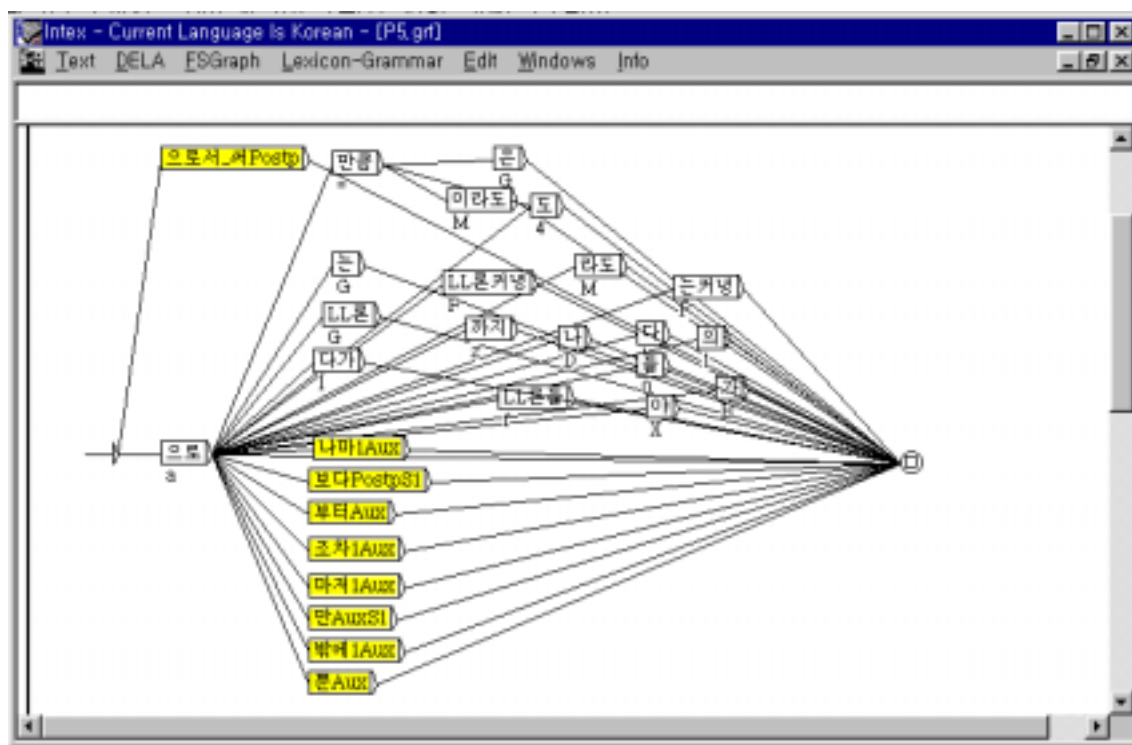 Intex - Current Language Is Korean - [P5.grf]
Text DELA FSGraph Lexicon-Grammar Edit Windows Info
으로서_써Postp
만큼
은
G
이라도
M
도
4
는
G
LL론커녕
P
라도
M
는커녕
LL론
G
까지
나
D
다
의
다가
들
LL론들
이
X
가
으로
a
나마1Aux
보다PostpS1
부터Aux
조차1Aux
마저1Aux
만AuxS1
밖에1Aux
뿐Aux